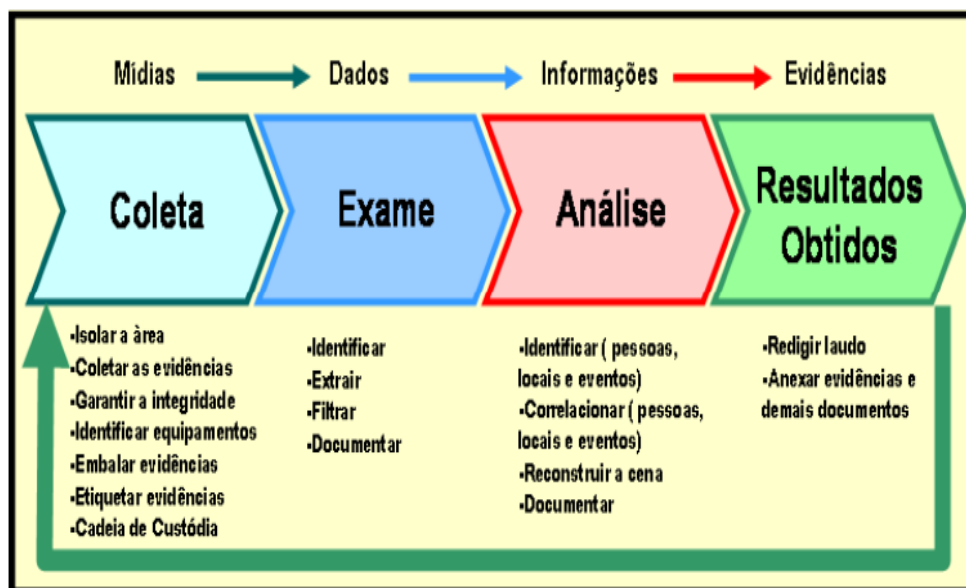 Mídias Dados Informações Evidências
Coleta
Exame
Análise
Resultados
Obtidos
-Isolar a àrea
-Coletar as evidências
-Garantir a integridade
-Identificar equipamentos
-Embalar evidências
-Etiquetar evidências
-Cadeia de Custódia
-Identificar
-Extrair
-Filtrar
-Documentar
-Identificar ( pessoas,
locais e eventos)
-Correlacionar ( pessoas,
locais e eventos)
-Reconstruir a cena
-Documentar
-Redigir laudo
-Anexar evidências e
demais documentos